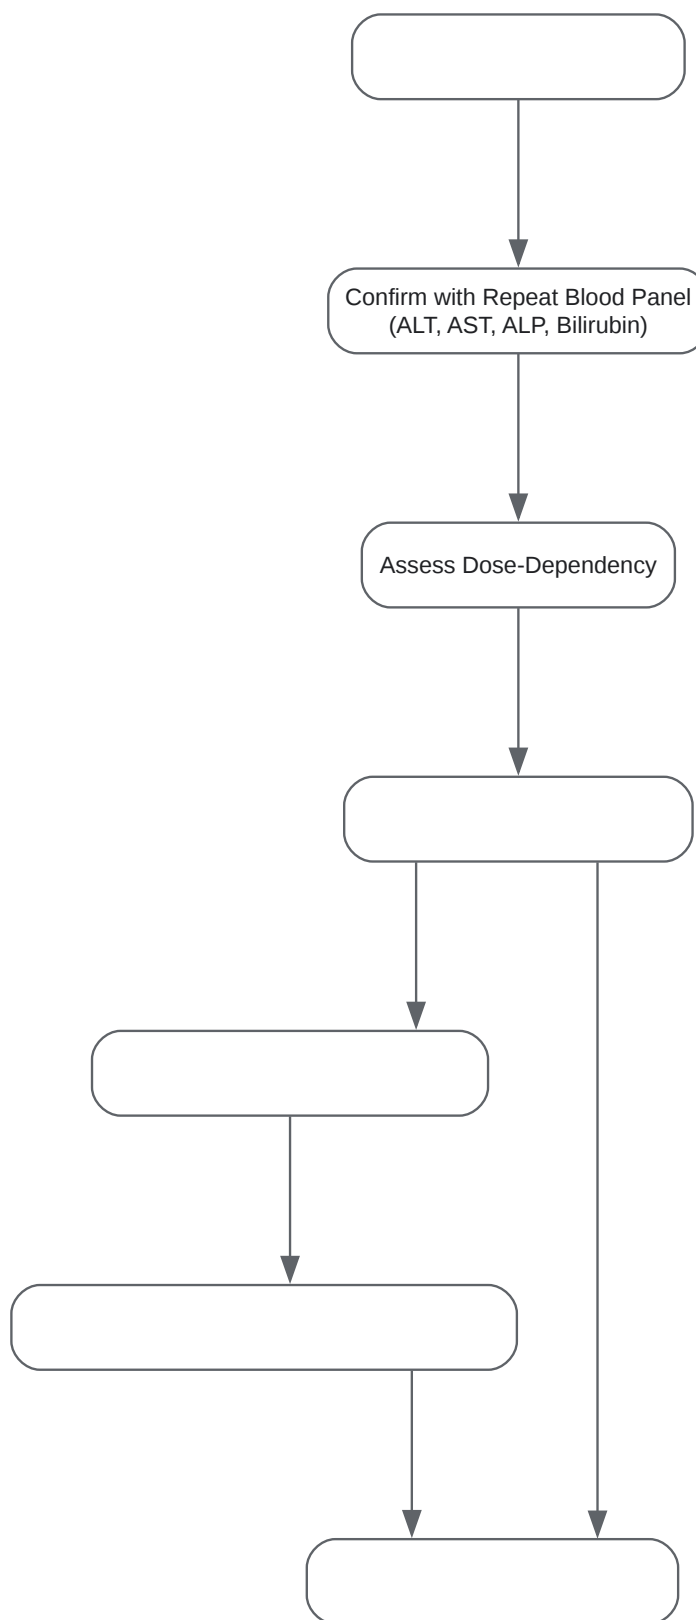 Confirm with Repeat Blood Panel
(ALT, AST, ALP, Bilirubin)
Assess Dose-Dependency